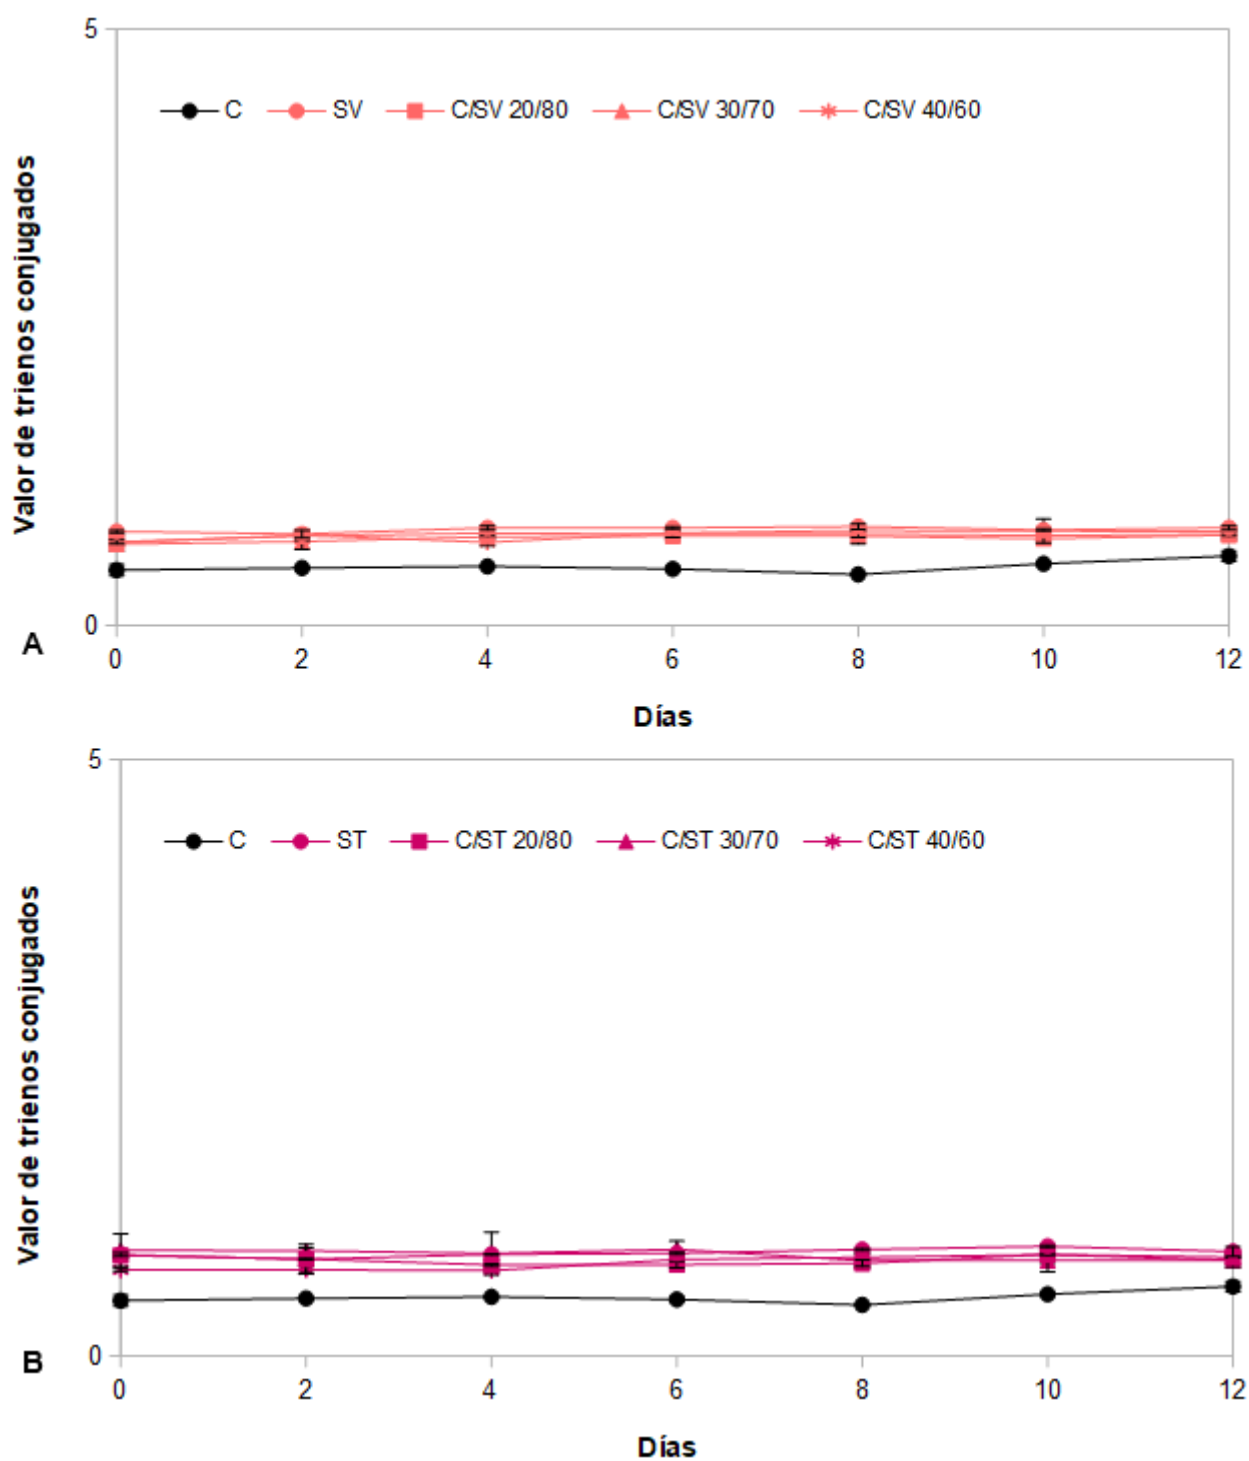 5
C SV C/SV 20/80 C/SV 30/70 C/SV 40/60
Valor de trienos conjugados
0
A
0 2 4 6 8 10 12
Días
5
C ST C/ST 20/80 C/ST 30/70 C/ST 40/60
Valor de trienos conjugados
0
B
0 2 4 6 8 10 12
Días